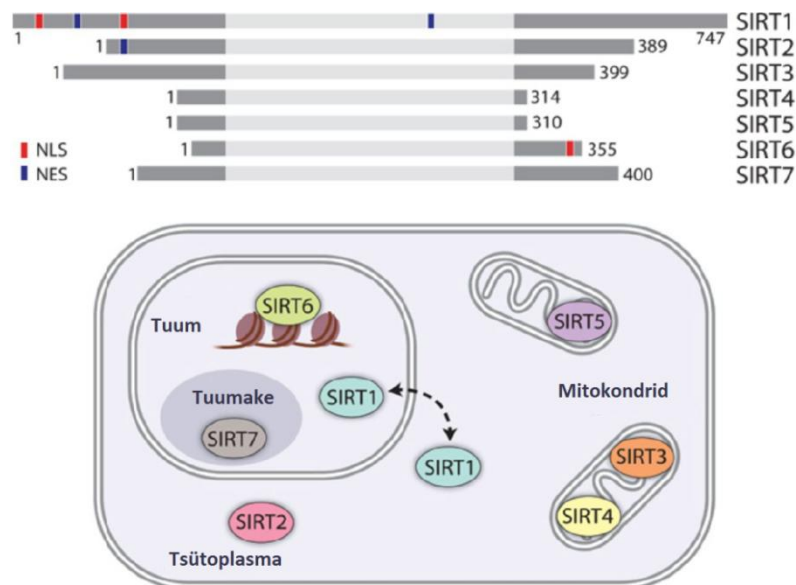 SIRT1
1 747
1 389 SIRT2
1 399 SIRT3
1 314 SIRT4
1 310 SIRT5
NLS 1 355 SIRT6
NES 1 400 SIRT7
SIRT6
Tuum
SIRT5
Tuumake
SIRT1
Mitokondrid
SIRT7
SIRT1
SIRT3
SIRT4
SIRT2
Tsütoplasma